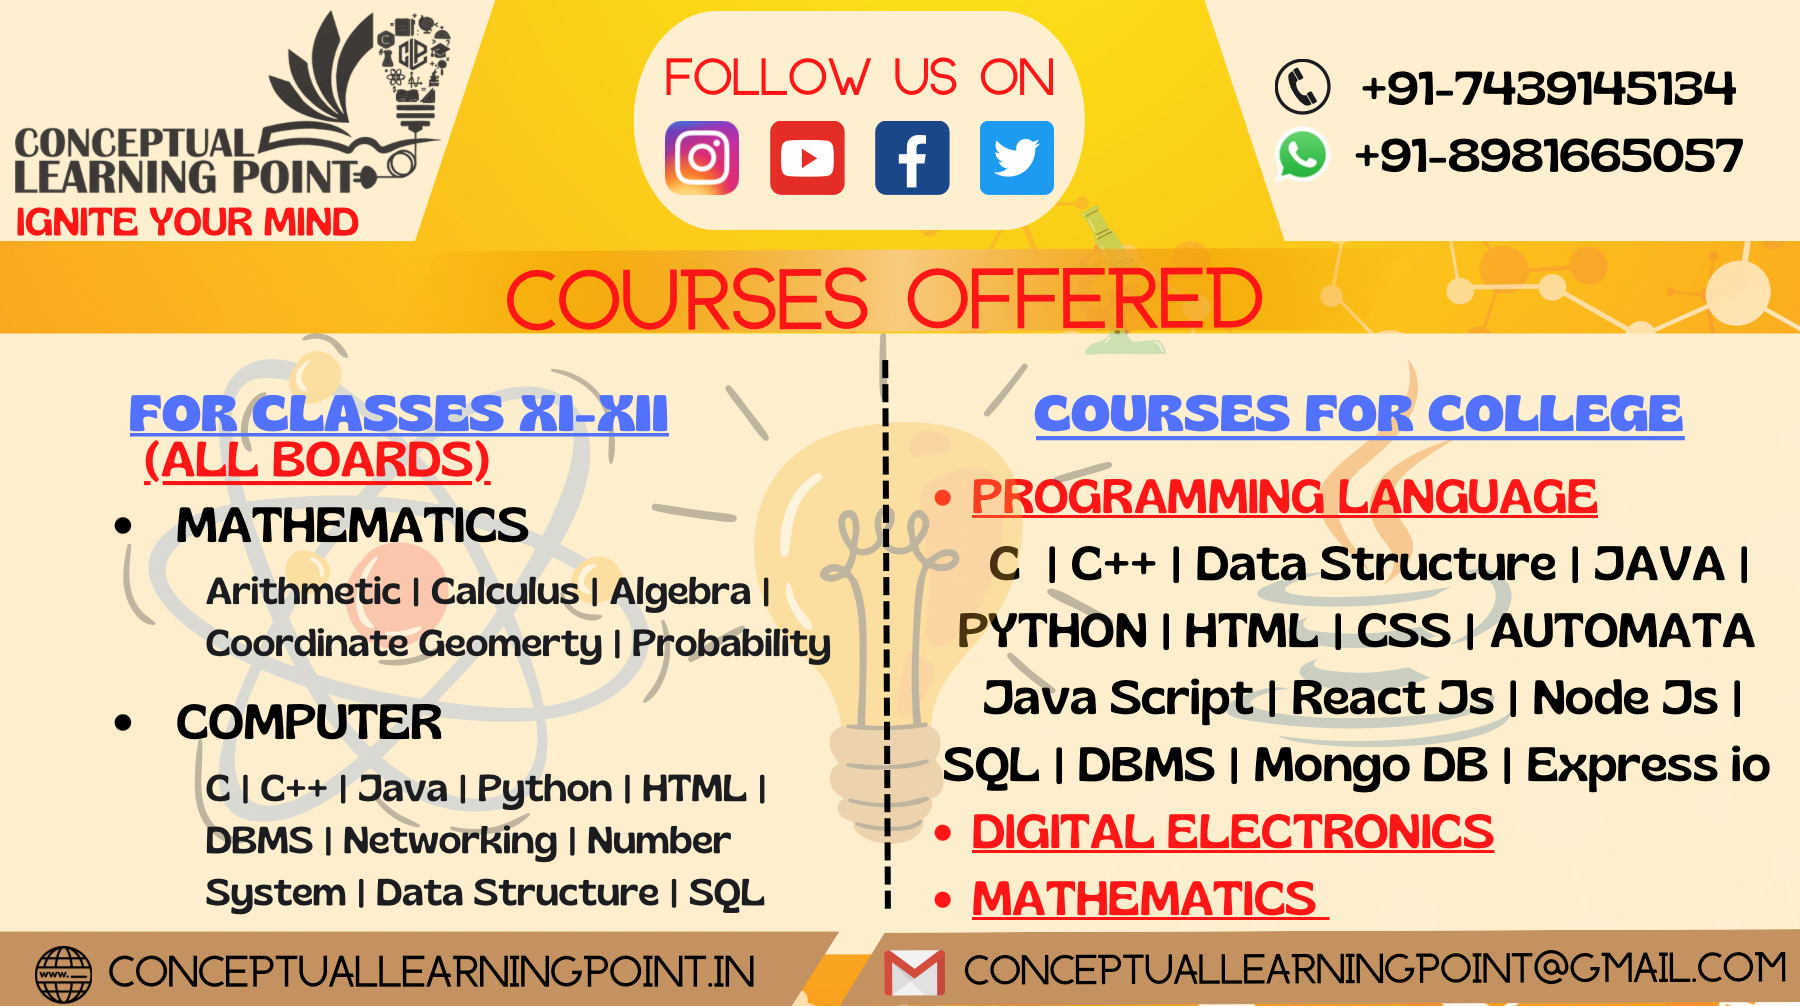 CONCEPTUAL
LEARNING POINT
IGNITE YOUR MIND
FOLLOW US ON
+91-7439145134
+91-8981665057
COURSES OFFERED
FOR CLASSES XI-XII
(ALL BOARDS)
• MATHEMATICS
Arithmetic | Calculus | Algebra |
Coordinate Geomerty | Probability
• COMPUTER
C | C++ | Java | Python | HTML |
DBMS | Networking | Number
System | Data Structure | SQL
COURSES FOR COLLEGE
• PROGRAMMING LANGUAGE
C | C++ | Data Structure | JAVA |
PYTHON | HTML | CSS | AUTOMATA
Java Script | React Js | Node Js |
SQL | DBMS | Mongo DB | Express io
• DIGITAL ELECTRONICS
• MATHEMATICS
www.
CONCEPTUALLEARNINGPOINT.IN
CONCEPTUALLEARNINGPOINT@GMAIL.COM